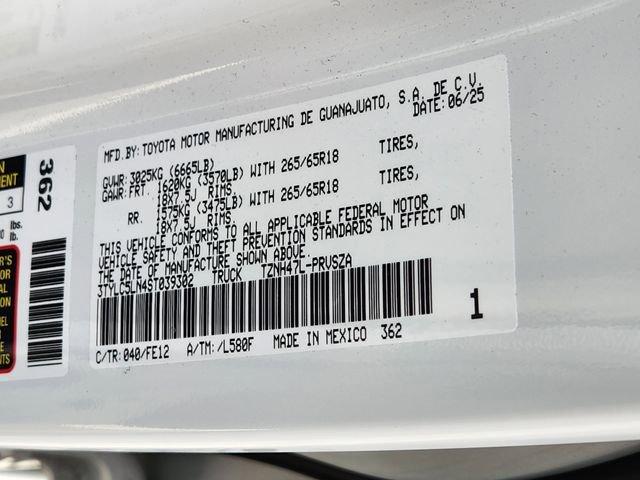 MFD.BY:TOYOTA MOTOR MANUFACTURING DE GUANAJUATO, S.A. DE C.V.
DATE:06/25
GVWR: 3025KG (6665LB)
GAWR: FRT. 1620KG (3570LB) WITH 265/65R18 TIRES,
18X7.5J RIMS,
RR. 1575KG (3475LB) WITH 265/65R18 TIRES,
18X7.5J RIMS.
THIS VEHICLE CONFORMS TO ALL APPLICABLE FEDERAL MOTOR
VEHICLE SAFETY AND THEFT PREVENTION STANDARDS IN EFFECT ON
THE DATE OF MANUFACTURE SHOWN ABOVE.
3TYLC5LN4ST039302 TRUCK TZNH47L-PRVSZA
1
C/TR:040/FE12 A/TM:/L580F MADE IN MEXICO 362
362
3
lbs.
lb.